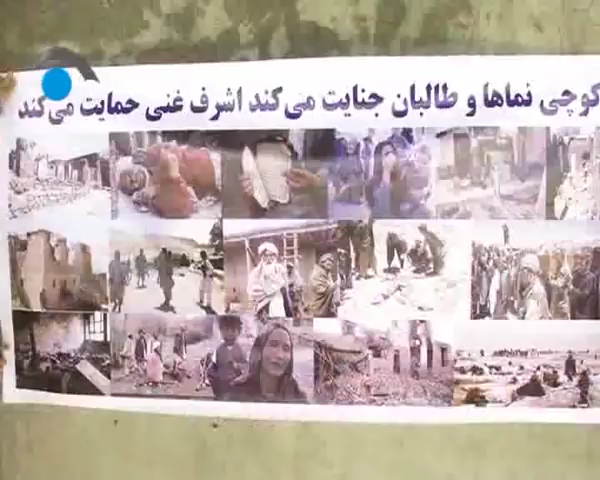 کوچی نماها و طالبان جنایت می‌کند اشرف غنی حمایت می‌کند